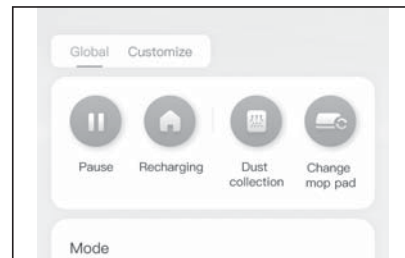 Global Customize
Pause Recharging Dust collection Change mop pad
Mode